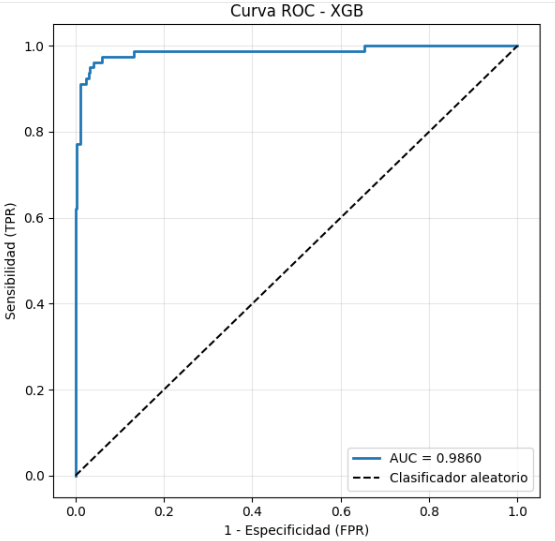 Curva ROC - XGB
1.0
0.8
0.6
0.4
0.2
0.0
Sensibilidad (TPR)
AUC = 0.9860
Clasificador aleatorio
0.0 0.2 0.4 0.6 0.8 1.0
1 - Especificidad (FPR)